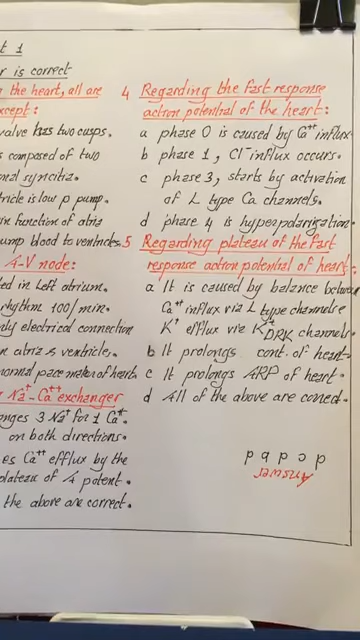 t 1
r is correct
the heart, all are
xcept:
valve has two cusps.
s composed of two
nal syncitia.
tricle is low p pump.
in function of atria
ump blood to ventricles.
A-V node:
ted in Left atrium.
rhythm 100/min.
nly electrical connection
n atria & ventricle.
normal pace maker of heart.
Na⁺-Ca⁺⁺ exchanger
nges 3 Na⁺ for 1 Ca⁺⁺.
on both directions.
es Ca⁺⁺ efflux by the
plateau of A potent.
the above are correct.
4 Regarding the fast response
action potential of the heart:
a phase 0 is caused by Ca⁺⁺ influx.
b phase 1, Cl⁻ influx occurs.
c phase 3, starts by activation
of L type Ca channels.
d phase 4 is hyperpolarization.
5 Regarding plateau of the fast
response action potential of heart:
a It is caused by balance between
Ca⁺⁺ influx via L type channels
K⁺ efflux via K⁺ DRK channels.
b It prolongs cont. of heart.
c It prolongs ARP of heart.
d All of the above are correct.
Answer
d c d b d